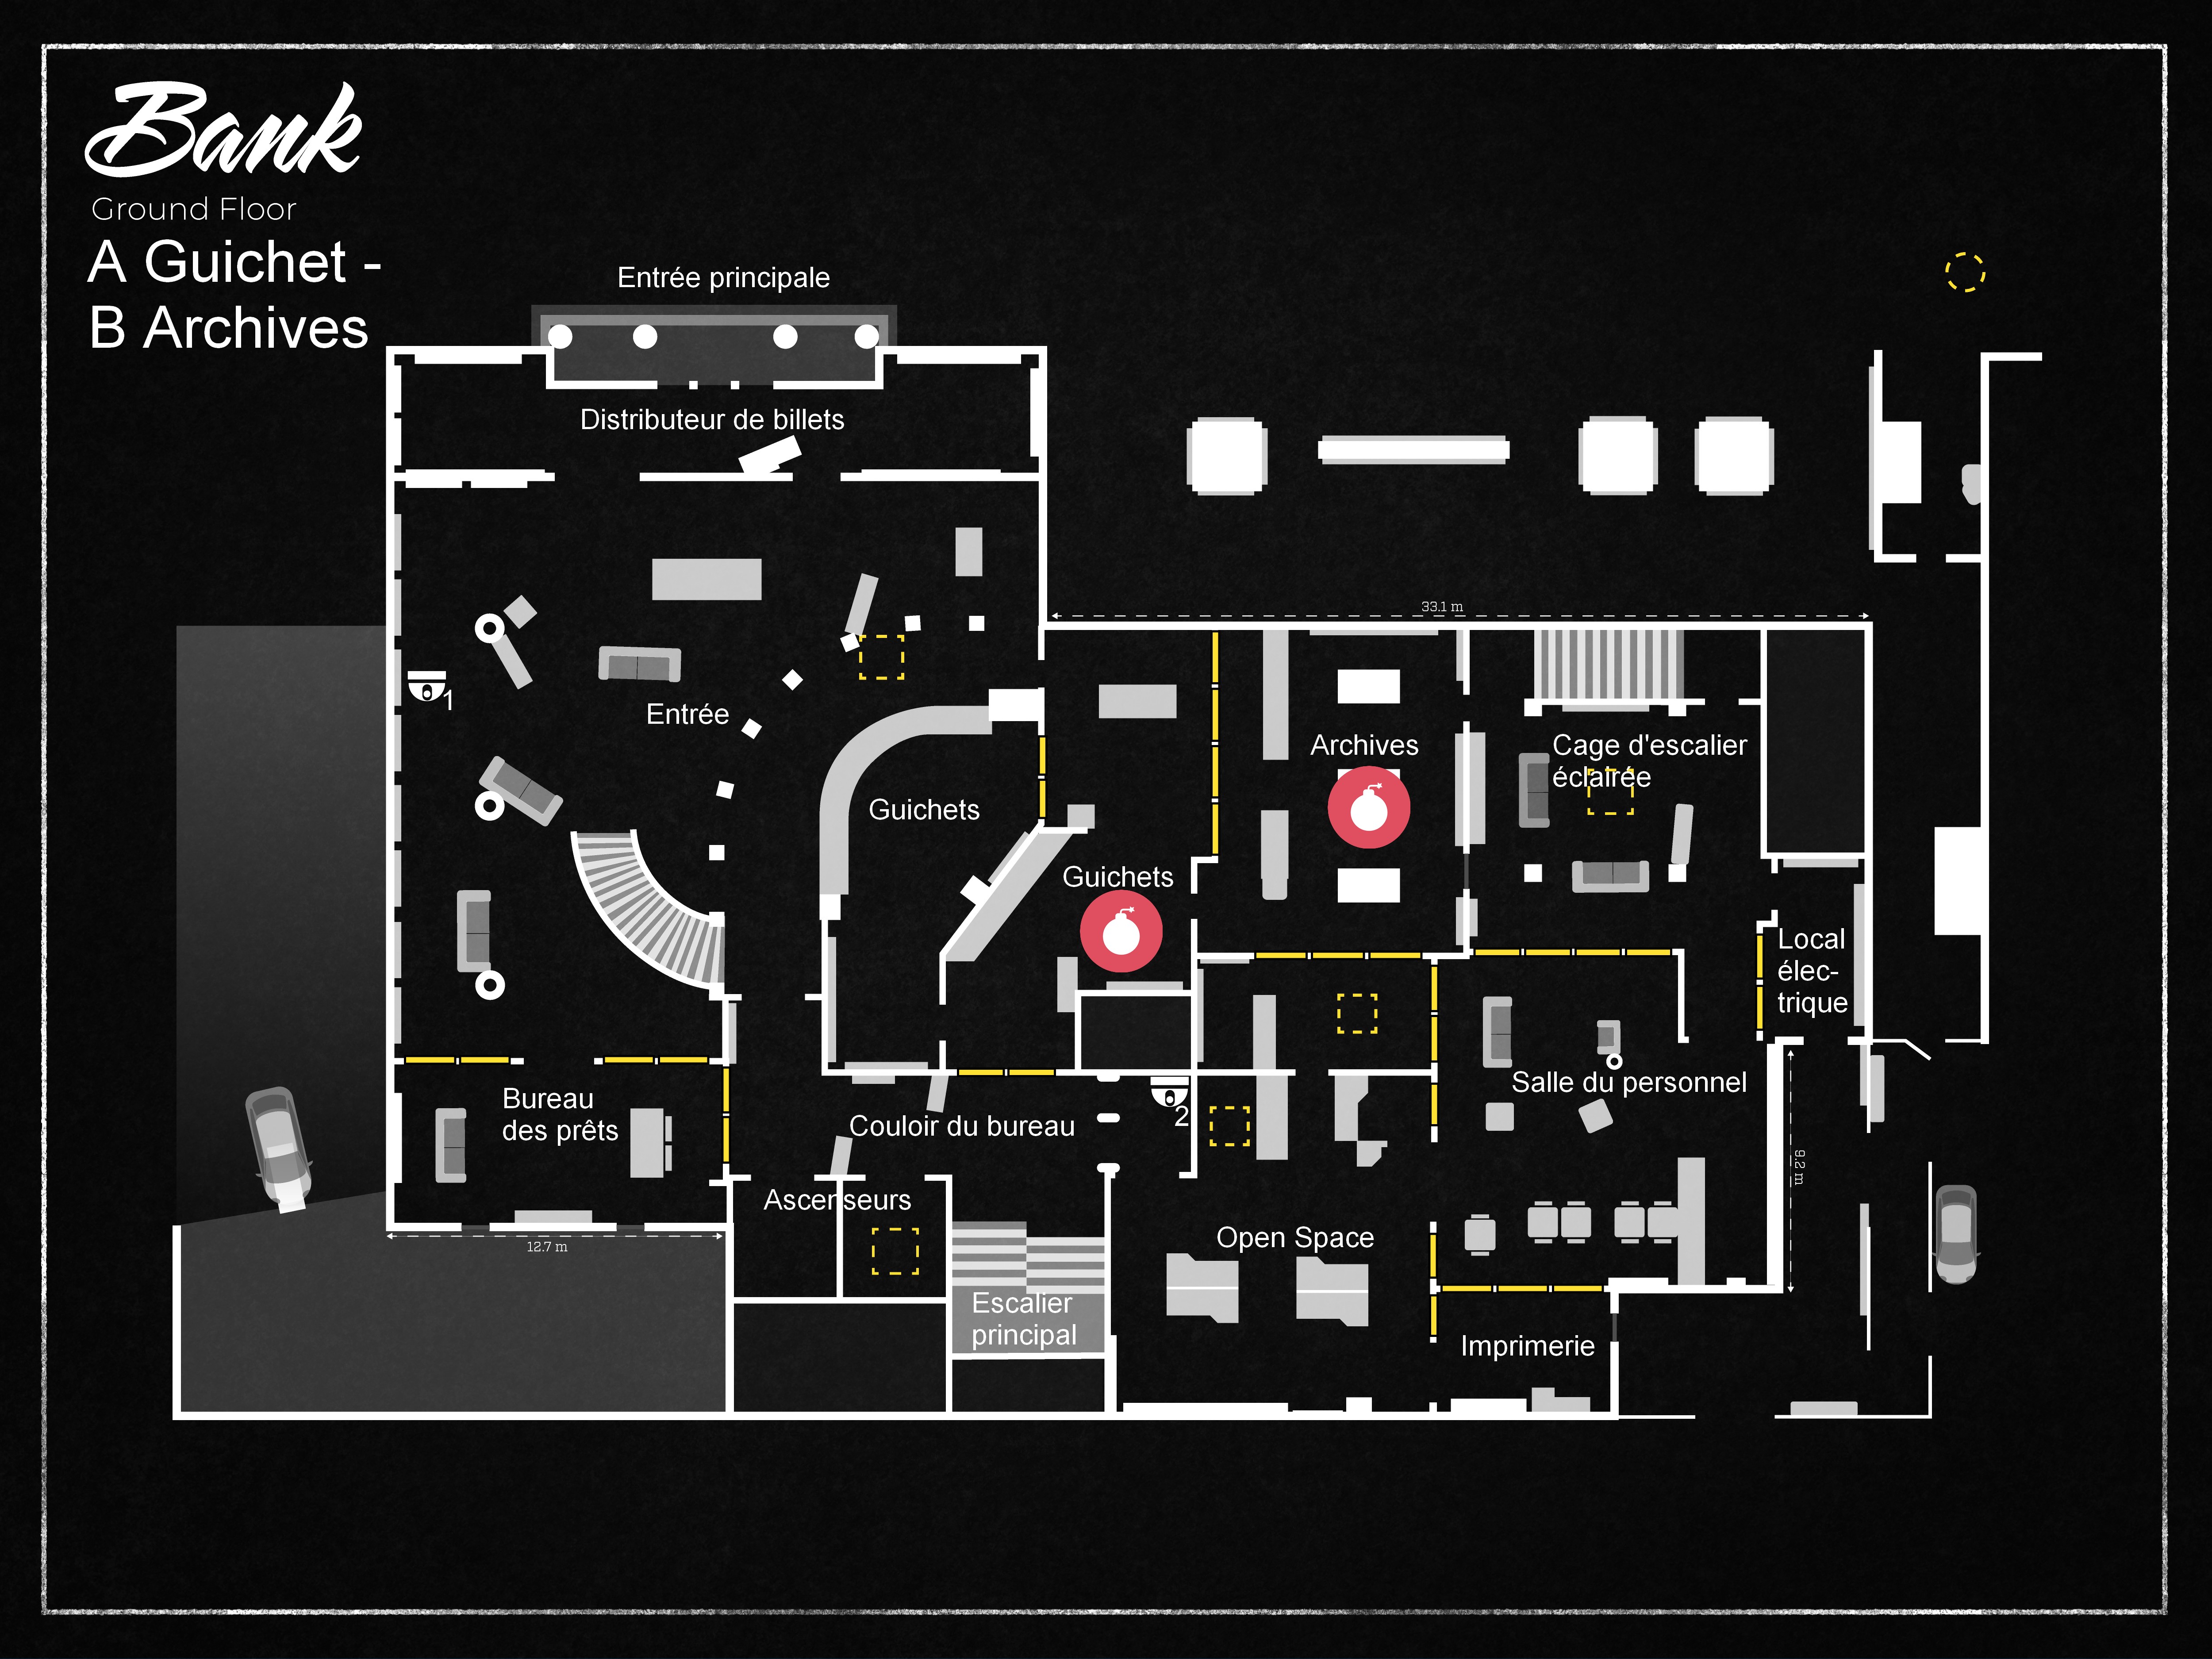 Bank
Ground Floor
A Guichet -
B Archives
Entrée principale
Distributeur de billets
33.1 m
1
Entrée
Archives
Cage d'escalier
éclairée
Guichets
Guichets
Local
élec-
trique
Salle du personnel
Bureau
des prêts
Couloir du bureau
2
9.2 m
Ascenseurs
12.7 m
Open Space
Escalier
principal
Imprimerie